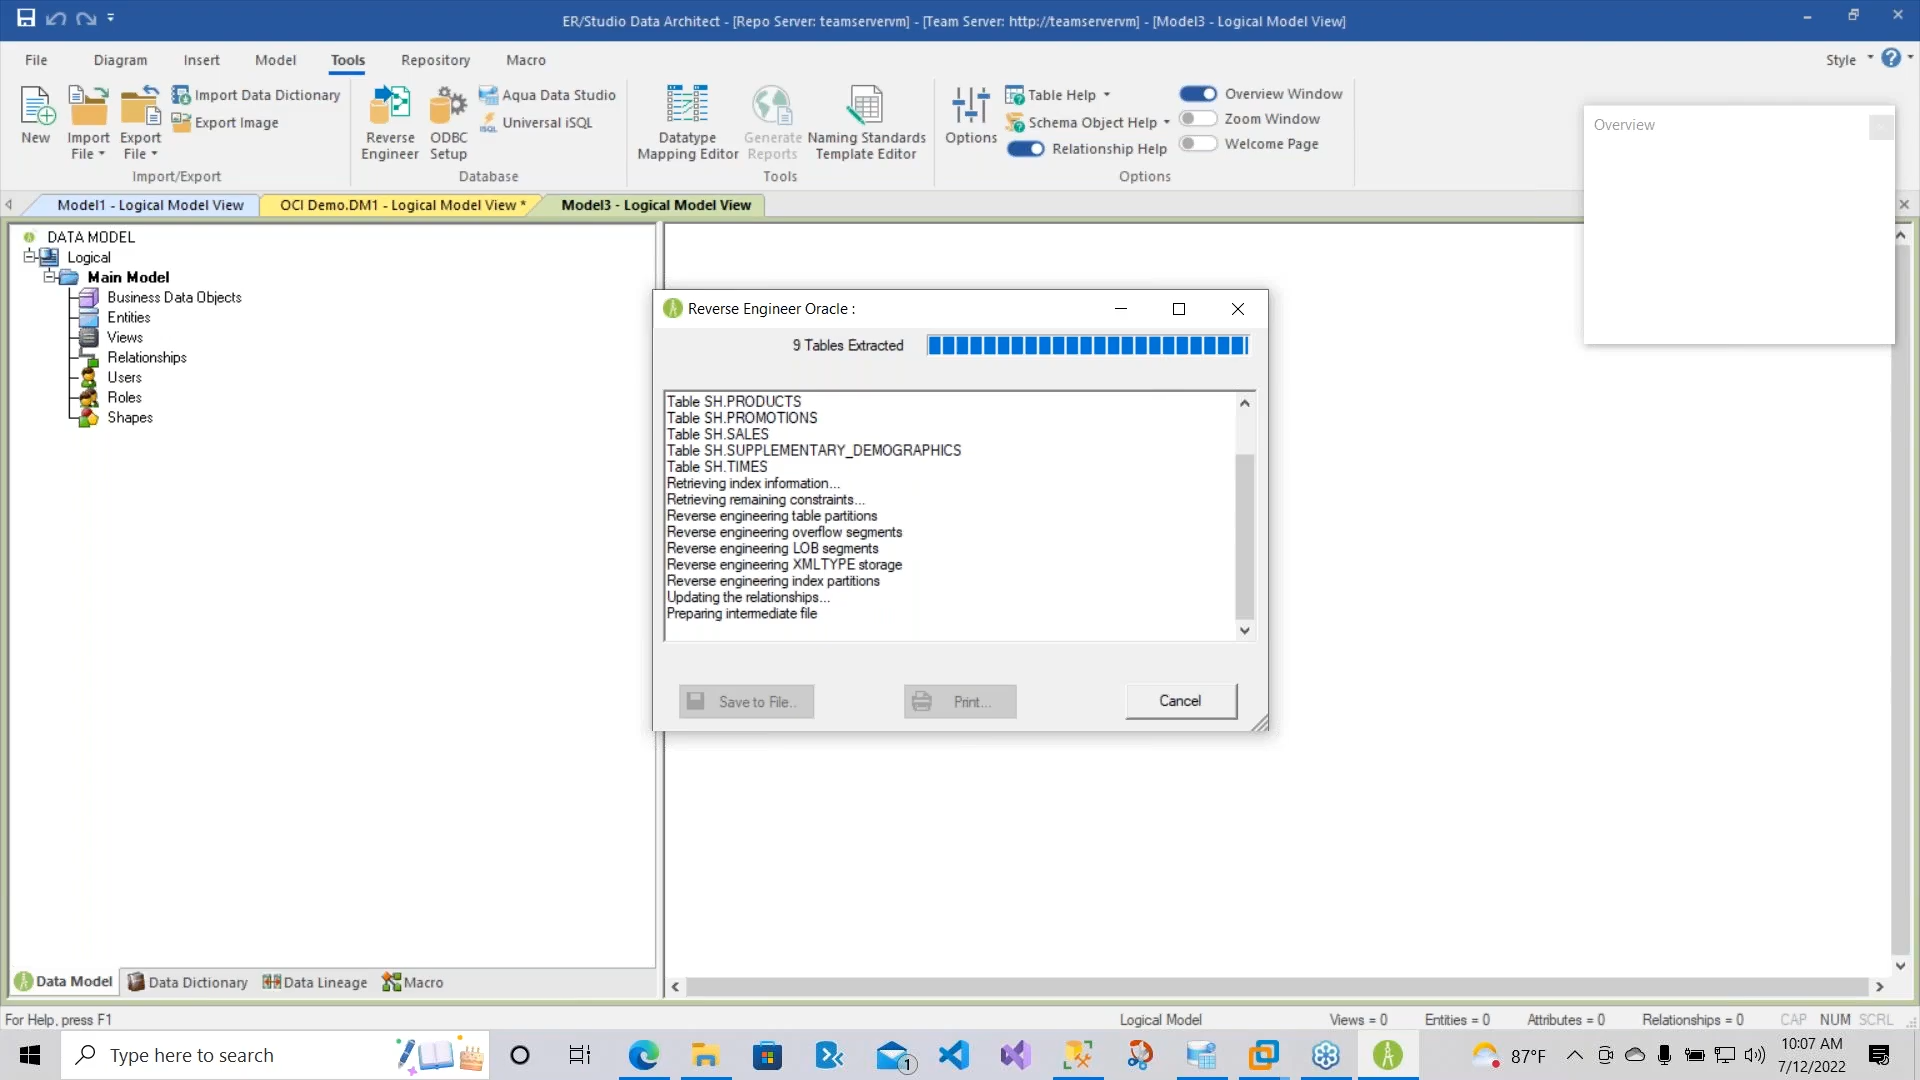 ER/Studio Data Architect - [Repo Server: teamservervm] - [Team Server: http://teamservervm] - [Model3 - Logical Model View]
File Diagram Insert Model Tools Repository Macro Style
New Import File Export File Import Data Dictionary Export Image
Import/Export
Reverse Engineer ODBC Setup Aqua Data Studio Universal iSQL
iSQL
Database
Datatype Mapping Editor Generate Reports Naming Standards Template Editor
Tools
Options Table Help Schema Object Help Relationship Help Overview Window Zoom Window Welcome Page
Options
Overview
Model1 - Logical Model View
OCI Demo.DM1 - Logical Model View *
Model3 - Logical Model View
DATA MODEL
Logical
Main Model
Business Data Objects
Entities
Views
Relationships
Users
Roles
Shapes
Reverse Engineer Oracle :
9 Tables Extracted
Table SH.PRODUCTS
Table SH.PROMOTIONS
Table SH.SALES
Table SH.SUPPLEMENTARY_DEMOGRAPHICS
Table SH.TIMES
Retrieving index information...
Retrieving remaining constraints...
Reverse engineering table partitions
Reverse engineering overflow segments
Reverse engineering LOB segments
Reverse engineering XMLTYPE storage
Reverse engineering index partitions
Updating the relationships...
Preparing intermediate file
Save to File..
Print...
Cancel
Data Model Data Dictionary Data Lineage Macro
For Help, press F1
Logical Model Views = 0 Entities = 0 Attributes = 0 Relationships = 0 CAP NUM SCRL
Type here to search
1
87°F
10:07 AM
7/12/2022